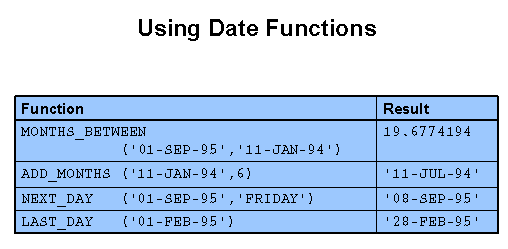 Using Date Functions
Function Result
MONTHS_BETWEEN 19.6774194
('01-SEP-95','11-JAN-94')
ADD_MONTHS ('11-JAN-94',6) '11-JUL-94'
NEXT_DAY ('01-SEP-95','FRIDAY') '08-SEP-95'
LAST_DAY ('01-FEB-95') '28-FEB-95'